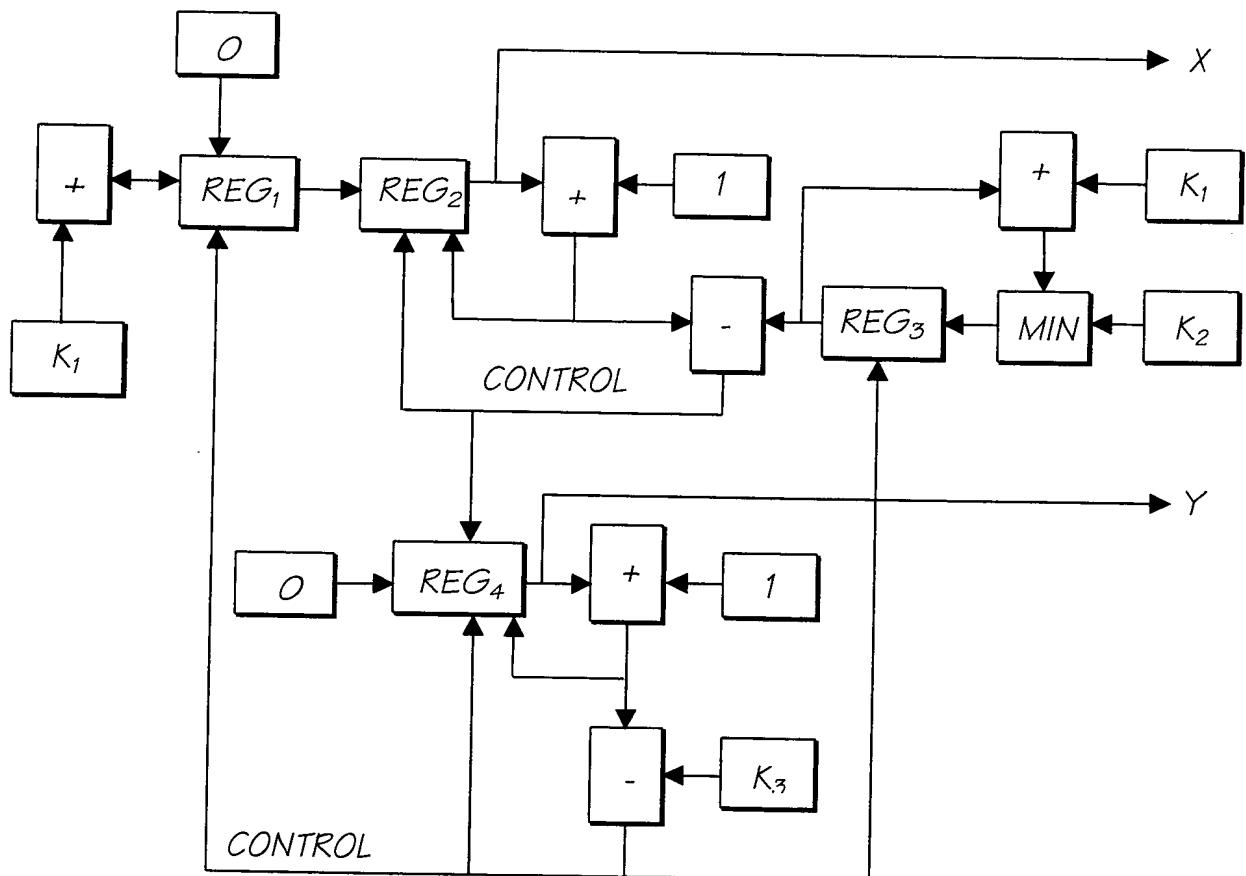 0
X
+
REG₁
REG₂
+
1
+
K₁
K₁
-
REG₃
MIN
K₂
CONTROL
Y
0
REG₄
+
1
-
K₃
CONTROL